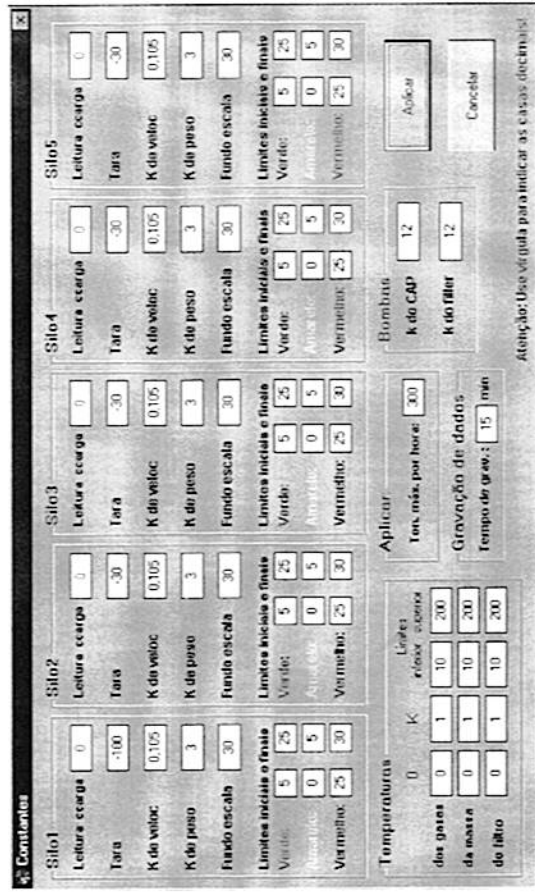 Constantes
Silo1
Leitura ccarga 0
Tara -100
K do veloc 0,105
K do peso 3
Fundo escala 30
Limites iniciais e finais
Verde: 5 25
Amarelo: 0 5
Vermelho: 25 30
Silo2
Leitura ccarga 0
Tara -30
K do veloc 0,105
K do peso 3
Fundo escala 30
Limites iniciais e finais
Verde: 5 25
Amarelo: 0 5
Vermelho: 25 30
Silo3
Leitura ccarga 0
Tara -30
K do veloc 0,105
K do peso 3
Fundo escala 30
Limites iniciais e finais
Verde: 5 25
Amarelo: 0 5
Vermelho: 25 30
Silo4
Leitura ccarga 0
Tara -30
K do veloc 0,105
K do peso 3
Fundo escala 30
Limites iniciais e finais
Verde: 5 25
Amarelo: 0 5
Vermelho: 25 30
Silo5
Leitura ccarga 0
Tara -30
K do veloc 0,105
K do peso 3
Fundo escala 30
Limites iniciais e finais
Verde: 5 25
Amarelo: 0 5
Vermelho: 25 30
Temperaturas
Limites
0 K inferior superior
dos gases 0 1 10 200
da massa 0 1 10 200
do filtro 0 1 10 200
Aplicar
Ton. máx. por hora: 300
Gravação de dados
Tempo de grav.: 15 min
Bombas
k do CAP 12
k do filler 12
Aplicar
Cancelar
Atenção: Use vírgula para indicar as casas decimais!